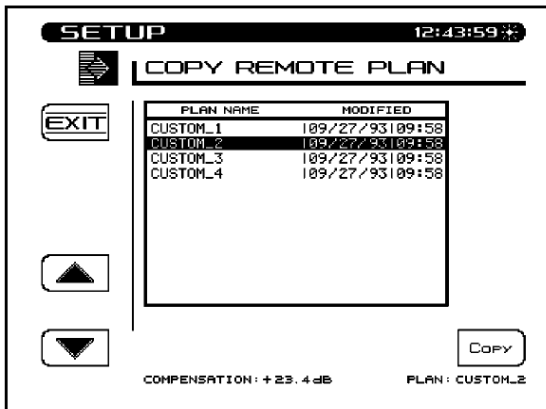 SETUP 12:43:59
COPY REMOTE PLAN
EXIT
PLAN NAME MODIFIED
CUSTOM_1 |09/27/93|09:58
CUSTOM_2 |09/27/93|09:58
CUSTOM_3 |09/27/93|09:58
CUSTOM_4 |09/27/93|09:58
Copy
COMPENSATION:+23.4dB PLAN:CUSTOM_2